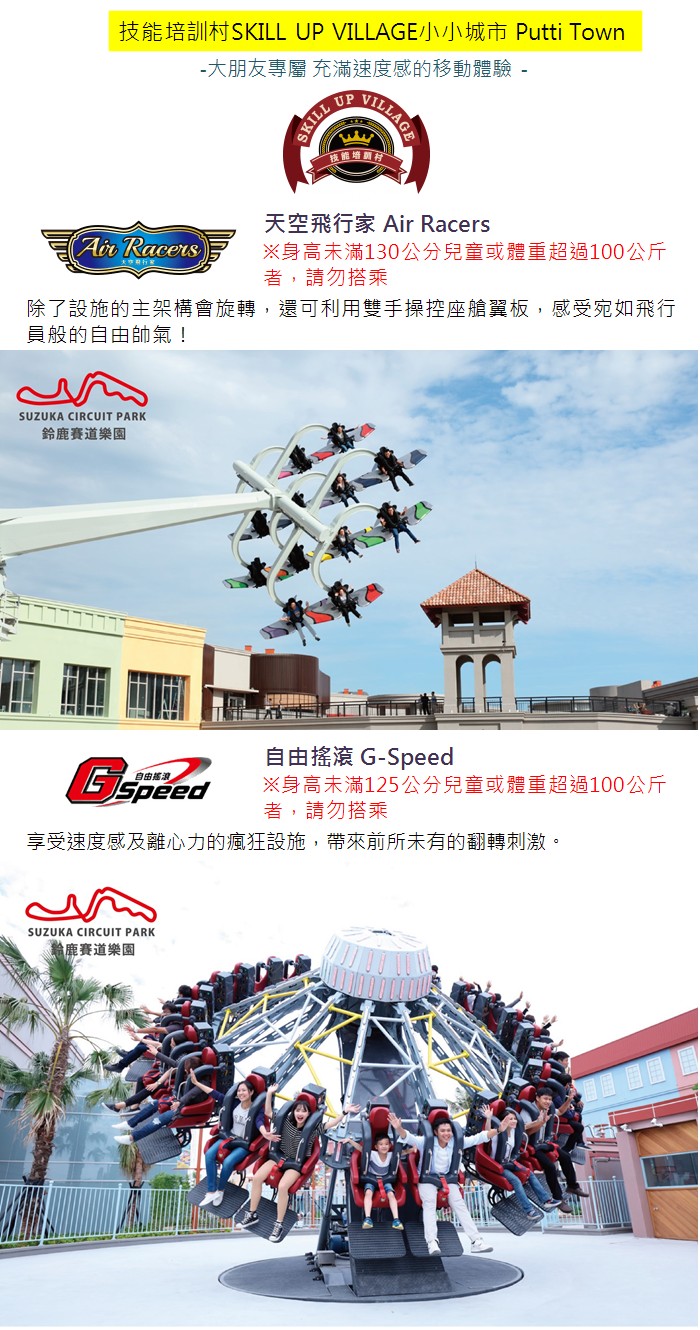 技能培訓村SKILL UP VILLAGE小小城市 Putti Town
-大朋友專屬 充滿速度感的移動體驗 -
SKILL UP VILLAGE
技能培訓村
Air Racers
天空飛行家
天空飛行家 Air Racers
※身高未滿130公分兒童或體重超過100公斤
者，請勿搭乘
除了設施的主架構會旋轉，還可利用雙手操控座艙翼板，感受宛如飛行
員般的自由帥氣！
SUZUKA CIRCUIT PARK
鈴鹿賽道樂園
自由搖滾
G-Speed
自由搖滾 G-Speed
※身高未滿125公分兒童或體重超過100公斤
者，請勿搭乘
享受速度感及離心力的瘋狂設施，帶來前所未有的翻轉刺激。
SUZUKA CIRCUIT PARK
鈴鹿賽道樂園